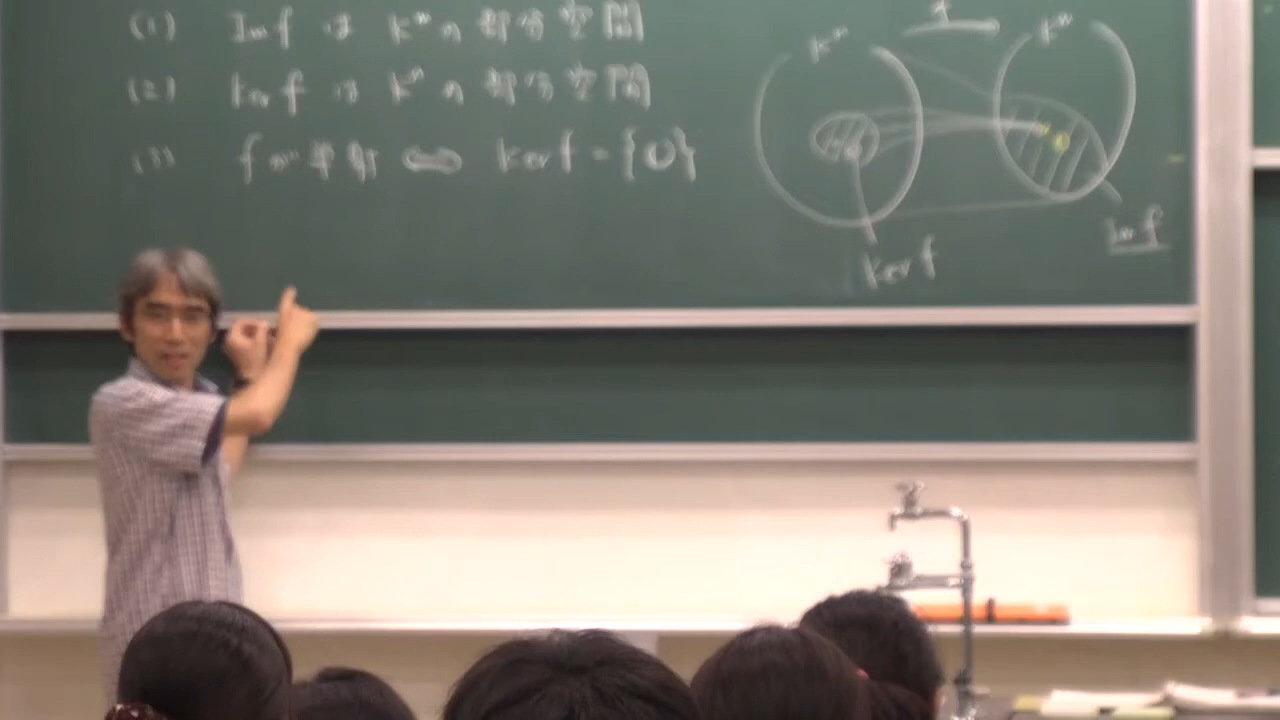 (1) Im f は K^m の部分空間
(2) Ker f は K^n の部分空間
(3) f が単射 ⇔ Ker f = {0}
K^n
f
K^m
Im f
Ker f